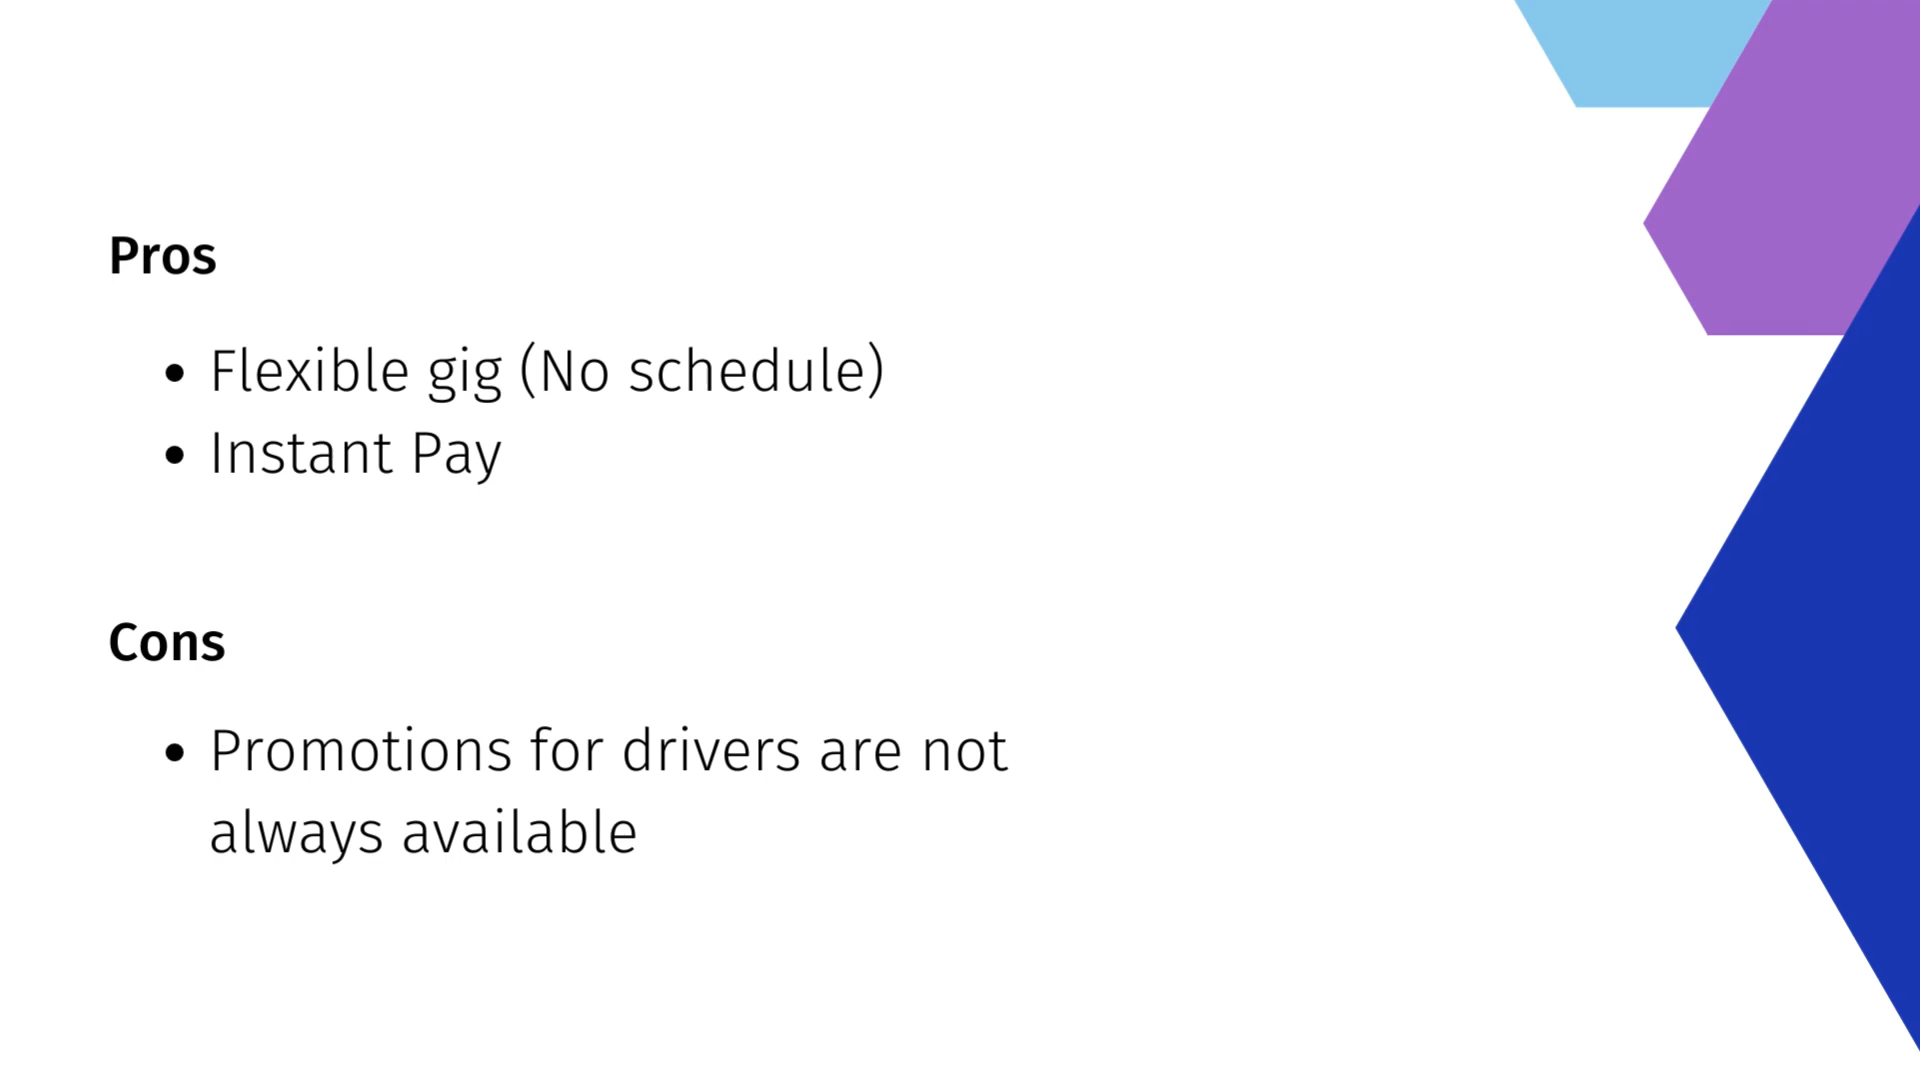 Pros
• Flexible gig (No schedule)
• Instant Pay
Cons
• Promotions for drivers are not
always available